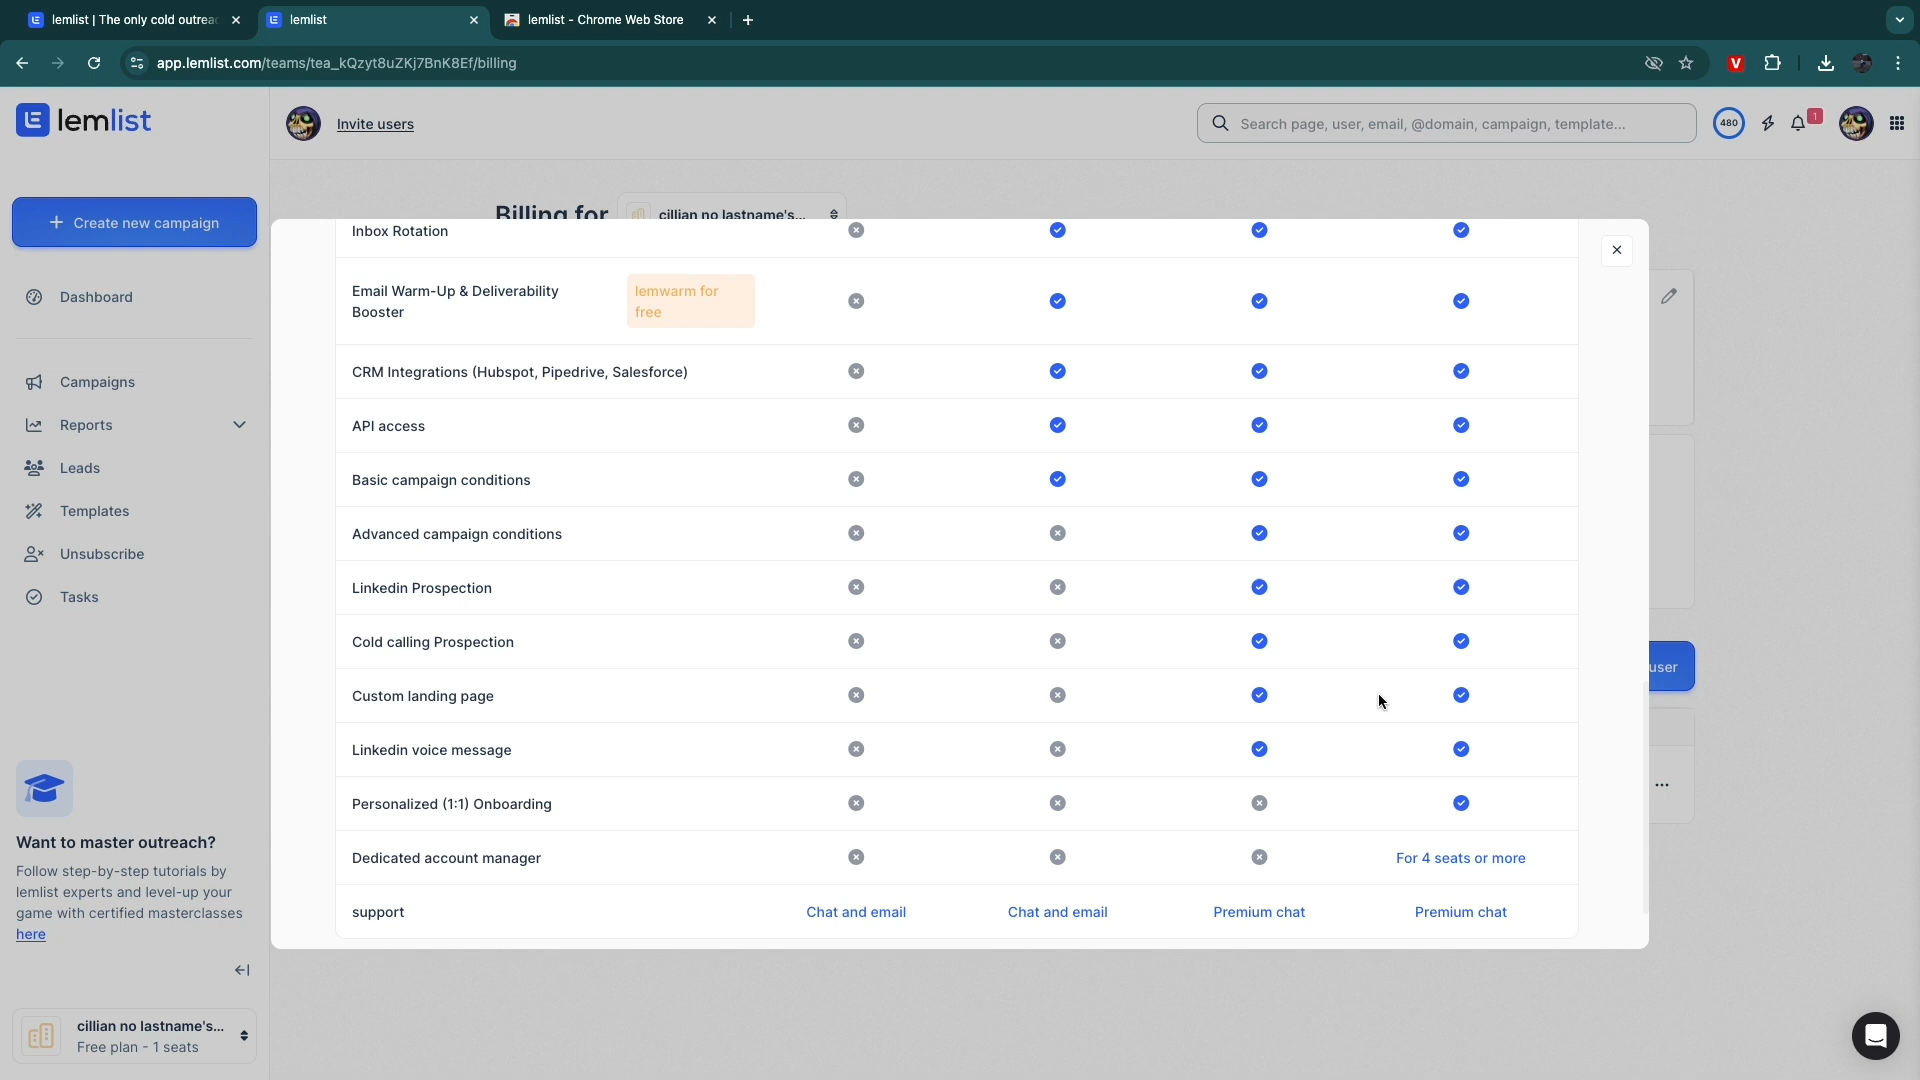 lemlist | The only cold outrea
lemlist
lemlist - Chrome Web Store
app.lemlist.com/teams/tea_kQzyt8uZKj7BnK8Ef/billing
lemlist
Invite users
Search page, user, email, @domain, campaign, template...
480
1
+ Create new campaign
Billing for
cillian no lastname's...
Dashboard
Campaigns
Reports
Leads
Templates
Unsubscribe
Tasks
Inbox Rotation
Email Warm-Up & Deliverability
Booster
lemwarm for
free
CRM Integrations (Hubspot, Pipedrive, Salesforce)
API access
Basic campaign conditions
Advanced campaign conditions
Linkedin Prospection
Cold calling Prospection
Custom landing page
Linkedin voice message
Personalized (1:1) Onboarding
Dedicated account manager
For 4 seats or more
support
Chat and email
Chat and email
Premium chat
Premium chat
user
Want to master outreach?
Follow step-by-step tutorials by
lemlist experts and level-up your
game with certified masterclasses
here
cillian no lastname's...
Free plan - 1 seats